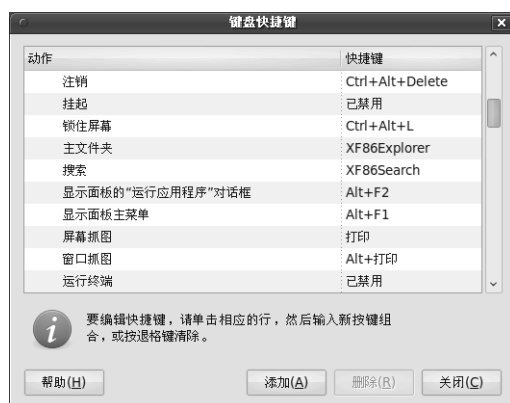 键盘快捷键
动作 快捷键
注销 Ctrl+Alt+Delete
挂起 已禁用
锁住屏幕 Ctrl+Alt+L
主文件夹 XF86Explorer
搜索 XF86Search
显示面板的“运行应用程序”对话框 Alt+F2
显示面板主菜单 Alt+F1
屏幕抓图 打印
窗口抓图 Alt+打印
运行终端 已禁用
要编辑快捷键，请单击相应的行，然后输入新按键组
合，或按退格键清除。
帮助(H) 添加(A) 删除(R) 关闭(C)